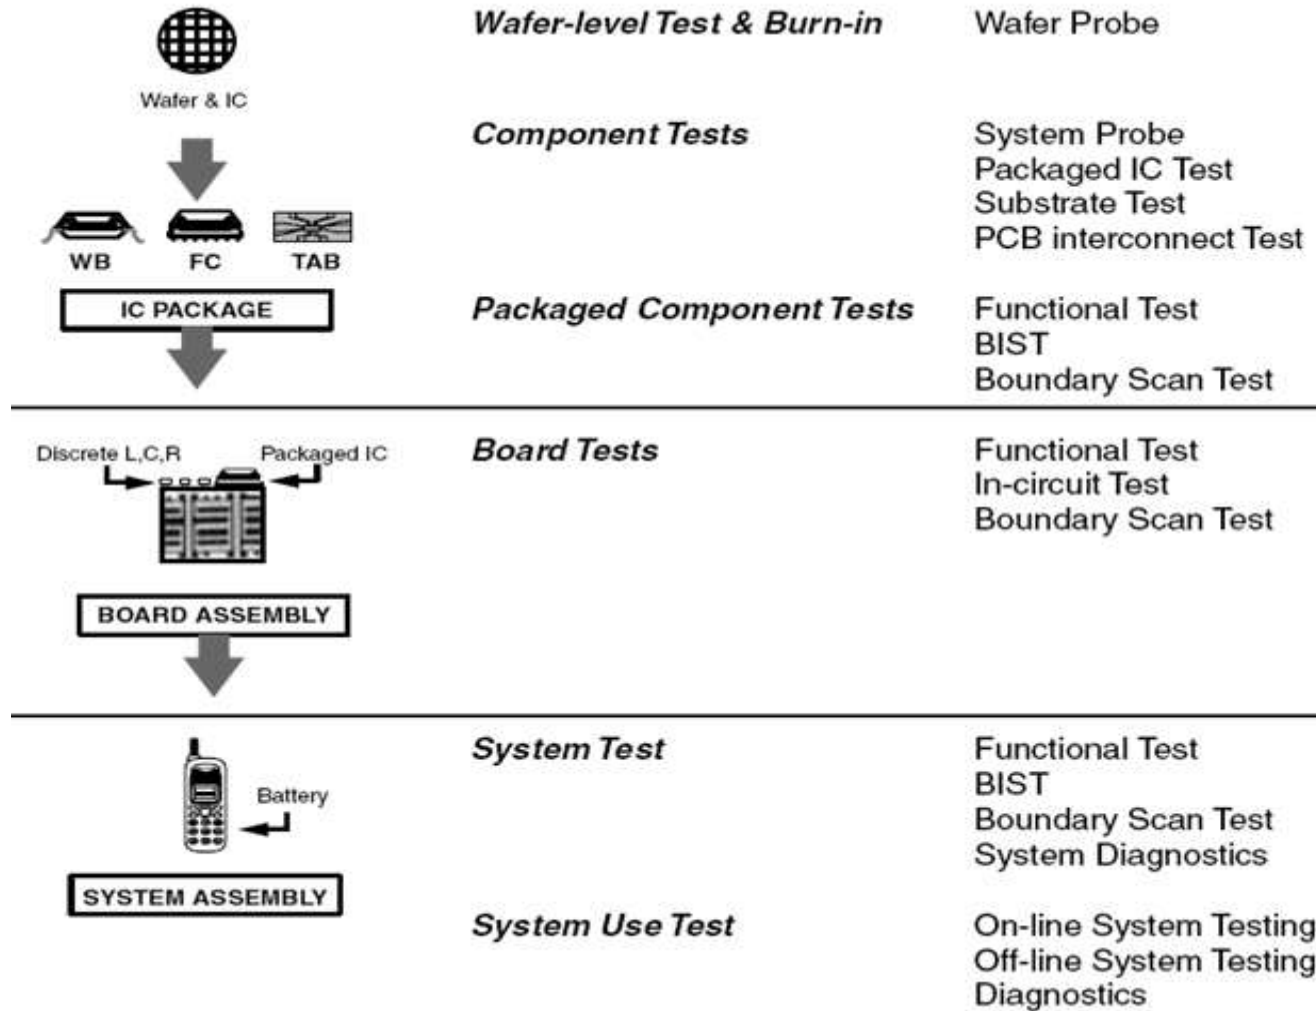 Wafer-level Test & Burn-in
Wafer Probe
Wafer & IC
Component Tests
System Probe
Packaged IC Test
Substrate Test
PCB interconnect Test
WB
FC
TAB
IC PACKAGE
Packaged Component Tests
Functional Test
BIST
Boundary Scan Test
Discrete L,C,R
Packaged IC
Board Tests
Functional Test
In-circuit Test
Boundary Scan Test
BOARD ASSEMBLY
System Test
Functional Test
BIST
Boundary Scan Test
System Diagnostics
Battery
SYSTEM ASSEMBLY
System Use Test
On-line System Testing
Off-line System Testing
Diagnostics